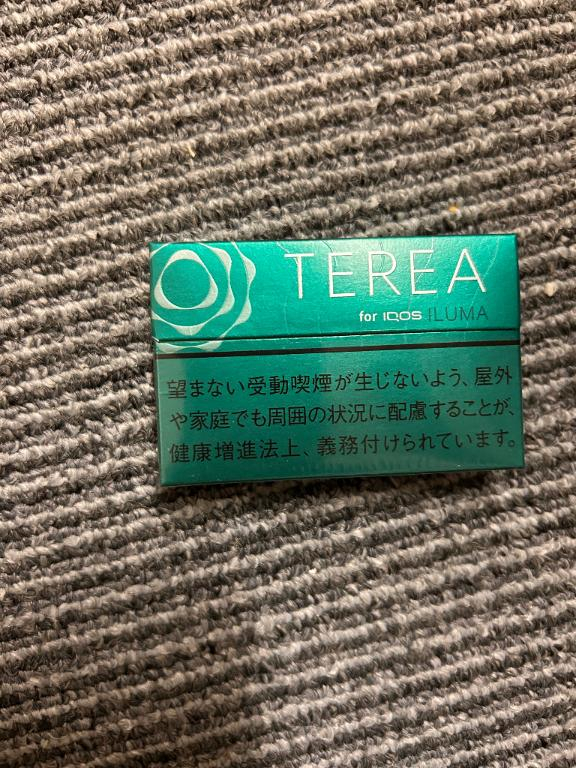 TEREA
for IQOS ILUMA
望まない受動喫煙が生じないよう、屋外
や家庭でも周囲の状況に配慮することが、
健康増進法上、義務付けられています。